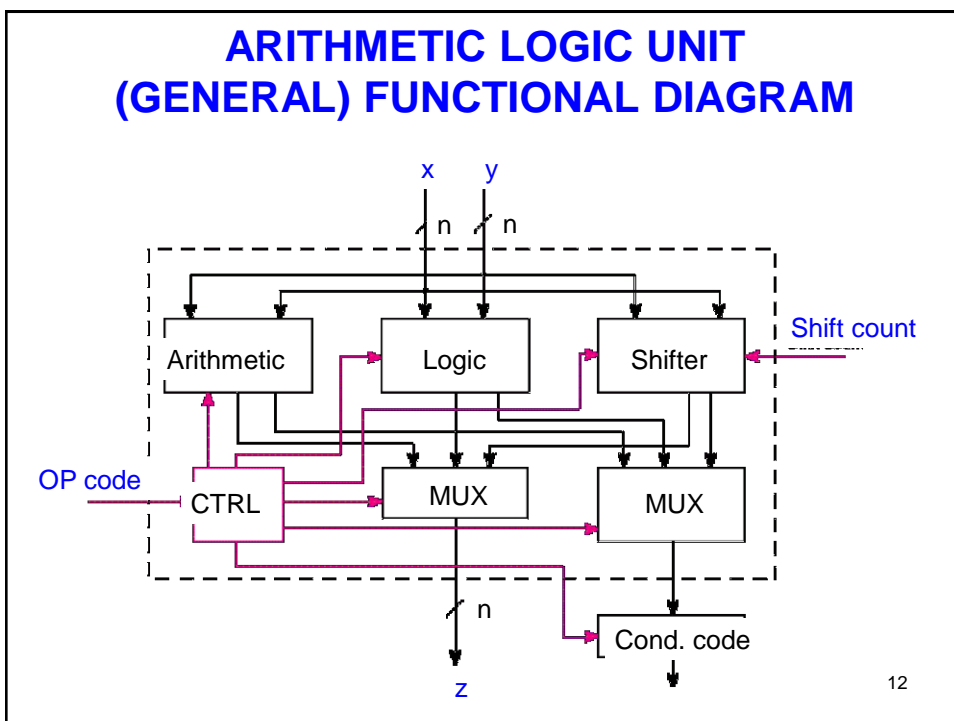 ARITHMETIC LOGIC UNIT
(GENERAL) FUNCTIONAL DIAGRAM
x y
n n
Shift count
Arithmetic Logic Shifter
OP code
CTRL MUX MUX
n
Cond. code
z
12